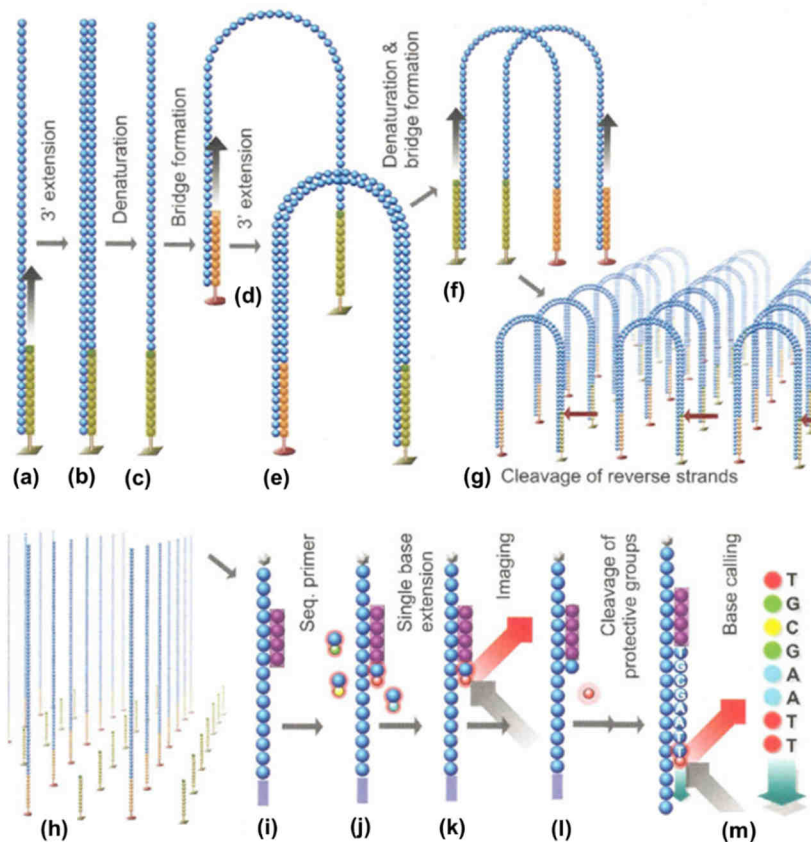 3' extension
Denaturation
Bridge formation
3' extension
Denaturation &
bridge formation
(a)
(b)
(c)
(d)
(e)
(f)
(g)
Cleavage of reverse strands
(h)
Seq. primer
Single base
extension
Imaging
Cleavage of
protective groups
Base calling
TGCGAATT
T
G
C
G
A
A
T
T
(i)
(j)
(k)
(l)
(m)